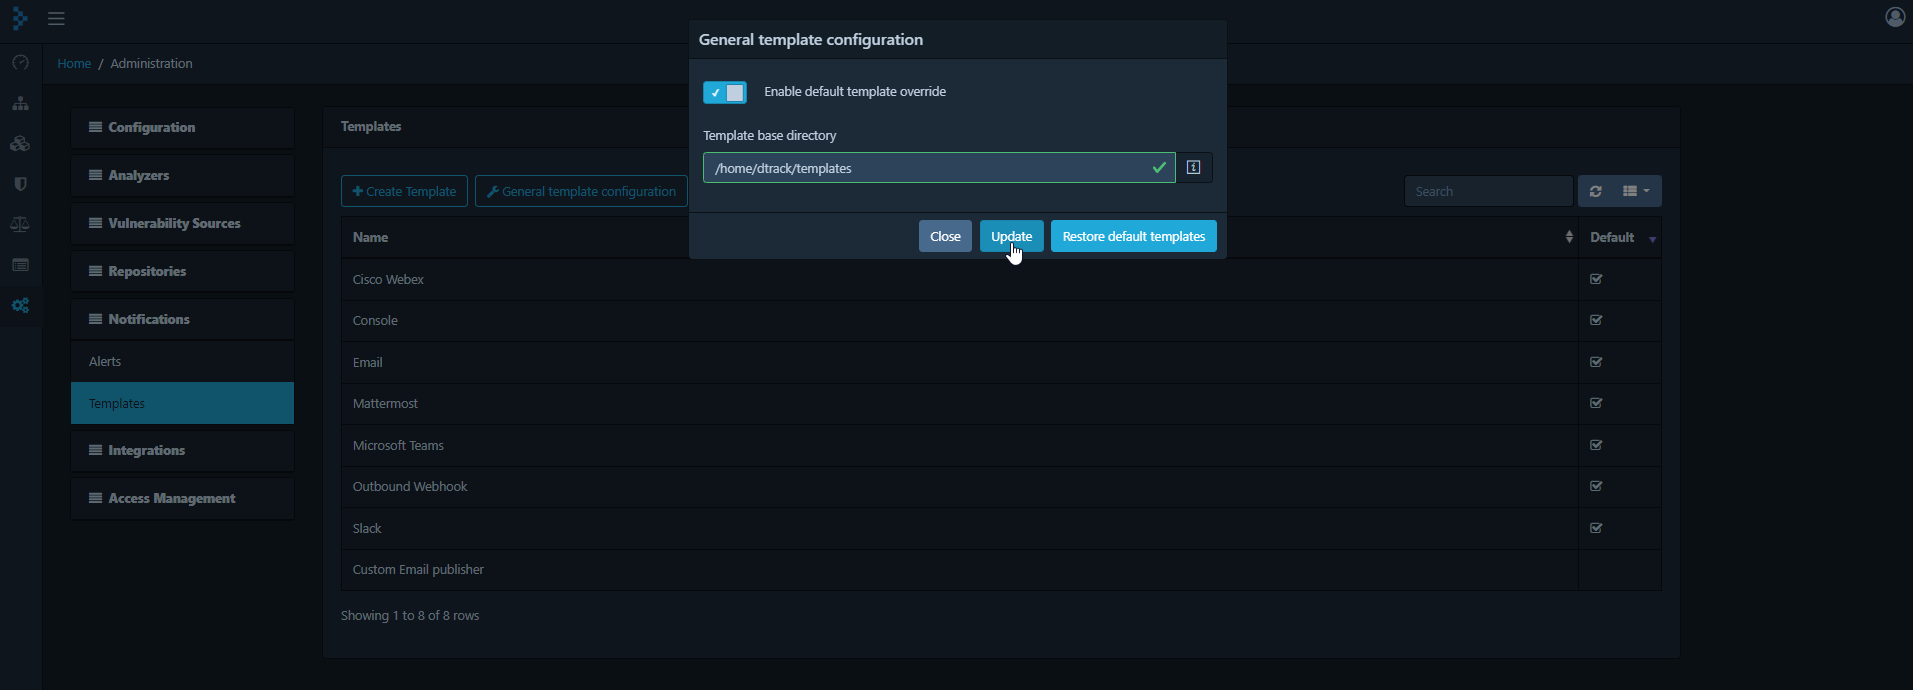 General template configuration
Enable default template override
Template base directory
/home/dtrack/templates
Close
Update
Restore default templates
Home / Administration
Configuration
Analyzers
Vulnerability Sources
Repositories
Notifications
Alerts
Templates
Integrations
Access Management
Templates
Create Template
General template configuration
Search
Name
Default
Cisco Webex
Console
Email
Mattermost
Microsoft Teams
Outbound Webhook
Slack
Custom Email publisher
Showing 1 to 8 of 8 rows